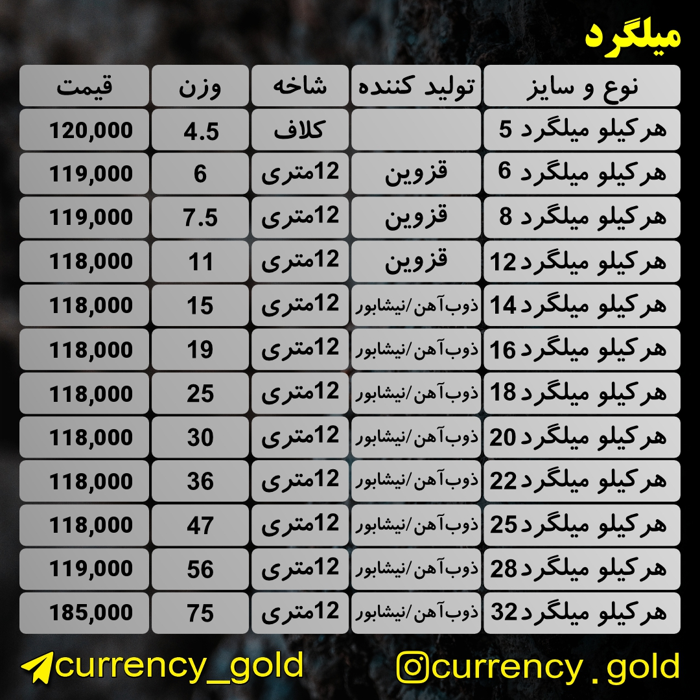 میلگرد
نوع و سایز تولید کننده شاخه وزن قیمت
هر کیلو میلگرد 5 کلاف 4.5 120,000
هر کیلو میلگرد 6 قزوین 12متری 6 119,000
هر کیلو میلگرد 8 قزوین 12متری 7.5 119,000
هر کیلو میلگرد 12 قزوین 12متری 11 118,000
هر کیلو میلگرد 14 ذوب‌آهن/نیشابور 12متری 15 118,000
هر کیلو میلگرد 16 ذوب‌آهن/نیشابور 12متری 19 118,000
هر کیلو میلگرد 18 ذوب‌آهن/نیشابور 12متری 25 118,000
هر کیلو میلگرد 20 ذوب‌آهن/نیشابور 12متری 30 118,000
هر کیلو میلگرد 22 ذوب‌آهن/نیشابور 12متری 36 118,000
هر کیلو میلگرد 25 ذوب‌آهن/نیشابور 12متری 47 118,000
هر کیلو میلگرد 28 ذوب‌آهن/نیشابور 12متری 56 119,000
هر کیلو میلگرد 32 ذوب‌آهن/نیشابور 12متری 75 185,000
currency_gold currency.gold